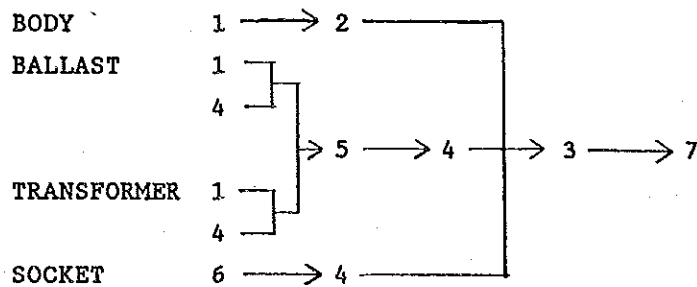 BODY 1 2
BALLAST 1
4
5 4 3 7
TRANSFORMER 1
4
SOCKET 6 4